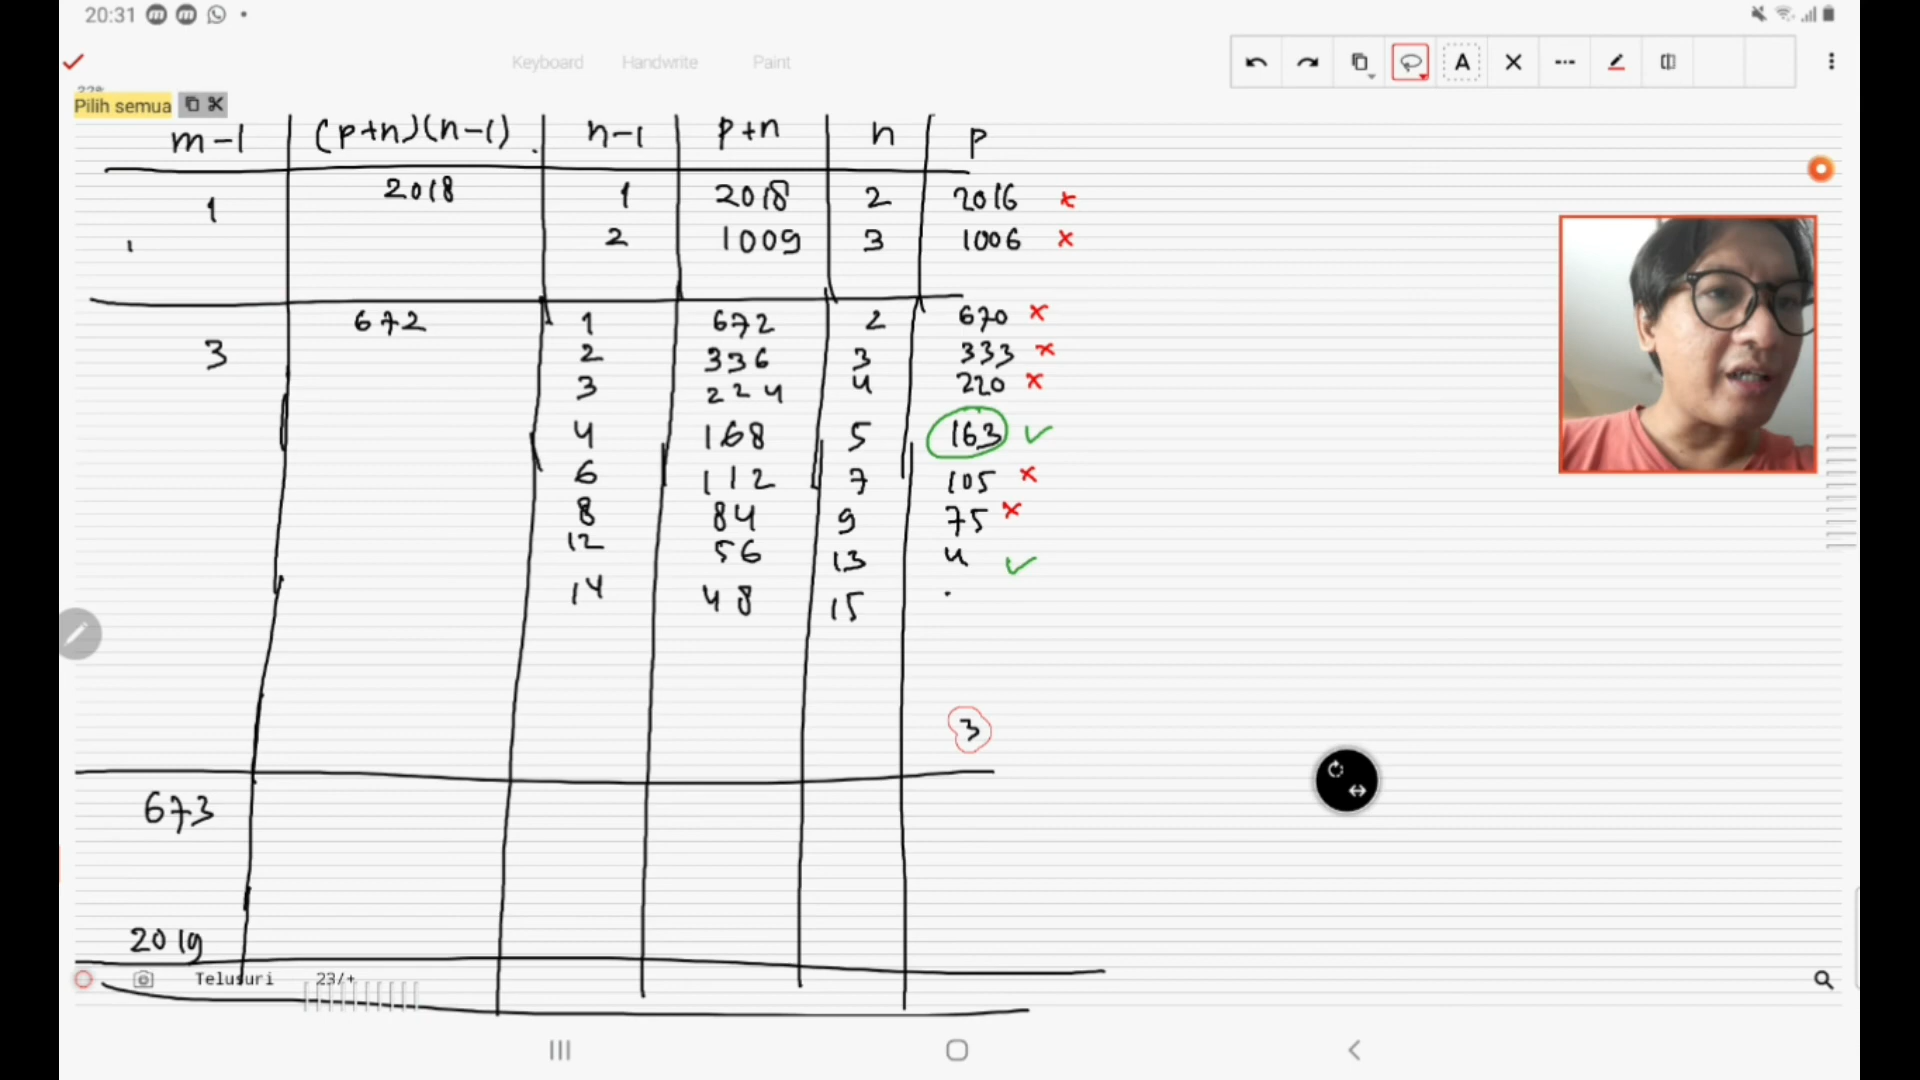 20:31
Keyboard Handwrite Paint
A
Pilih semua
m-1 (p+n)(n-1) n-1 p+n n p
1 2018 1 2018 2 2016 ×
2 1009 3 1006 ×
3 672 1 672 2 670 ×
2 336 3 333 ×
3 224 4 220 ×
4 168 5 163 ✓
6 112 7 105 ×
8 84 9 75 ×
12 56 13 4 ✓
14 48 15
3
673
2019
Telusuri 23/+